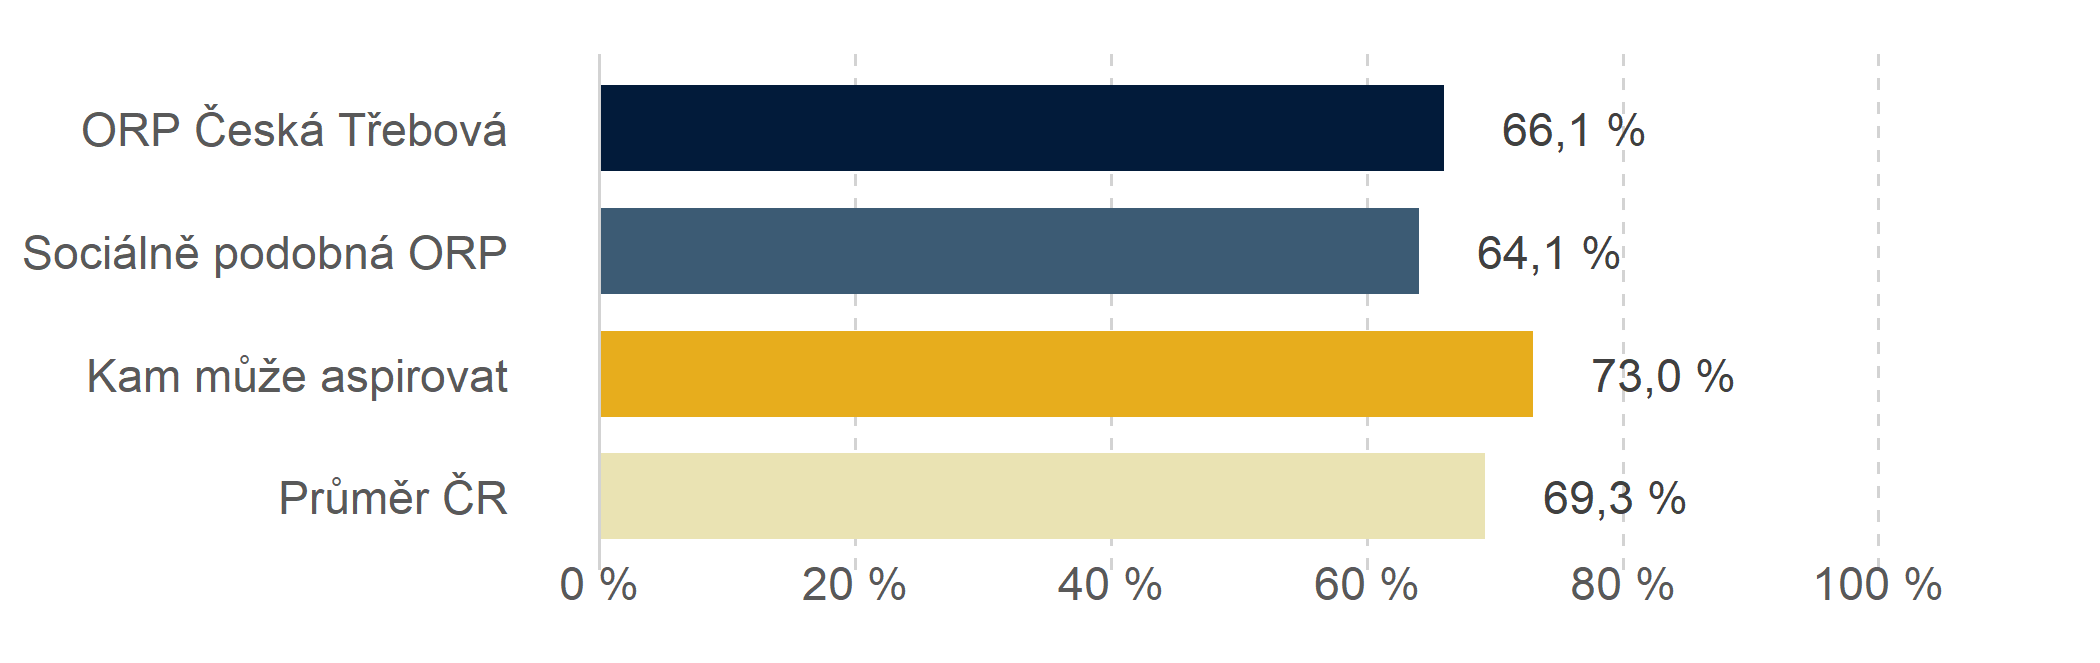 ORP Česká Třebová 66,1 %
Sociálně podobná ORP 64,1 %
Kam může aspirovat 73,0 %
Průměr ČR 69,3 %
0 % 20 % 40 % 60 % 80 % 100 %